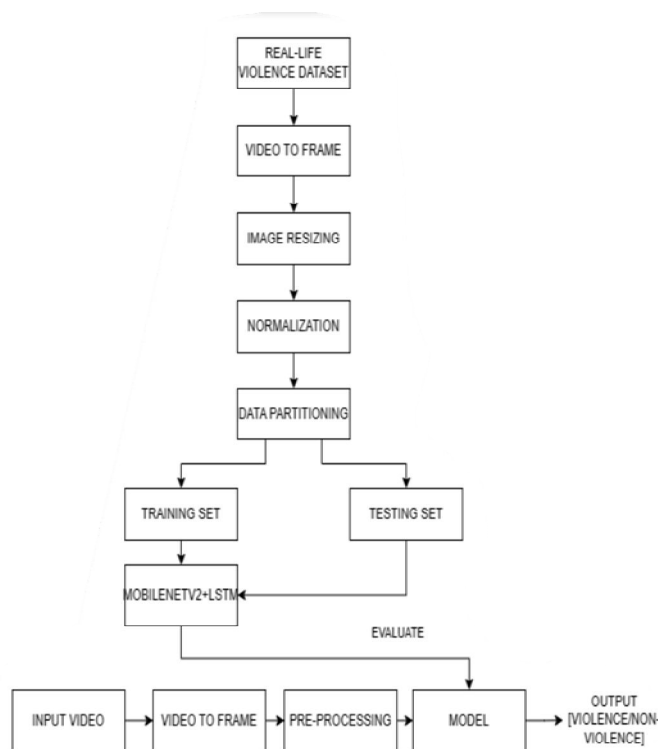 REAL-LIFE
VIOLENCE DATASET
VIDEO TO FRAME
IMAGE RESIZING
NORMALIZATION
DATA PARTITIONING
TRAINING SET
TESTING SET
MOBILENETV2+LSTM
EVALUATE
INPUT VIDEO
VIDEO TO FRAME
PRE-PROCESSING
MODEL
OUTPUT
[VIOLENCE/NON-
VIOLENCE]